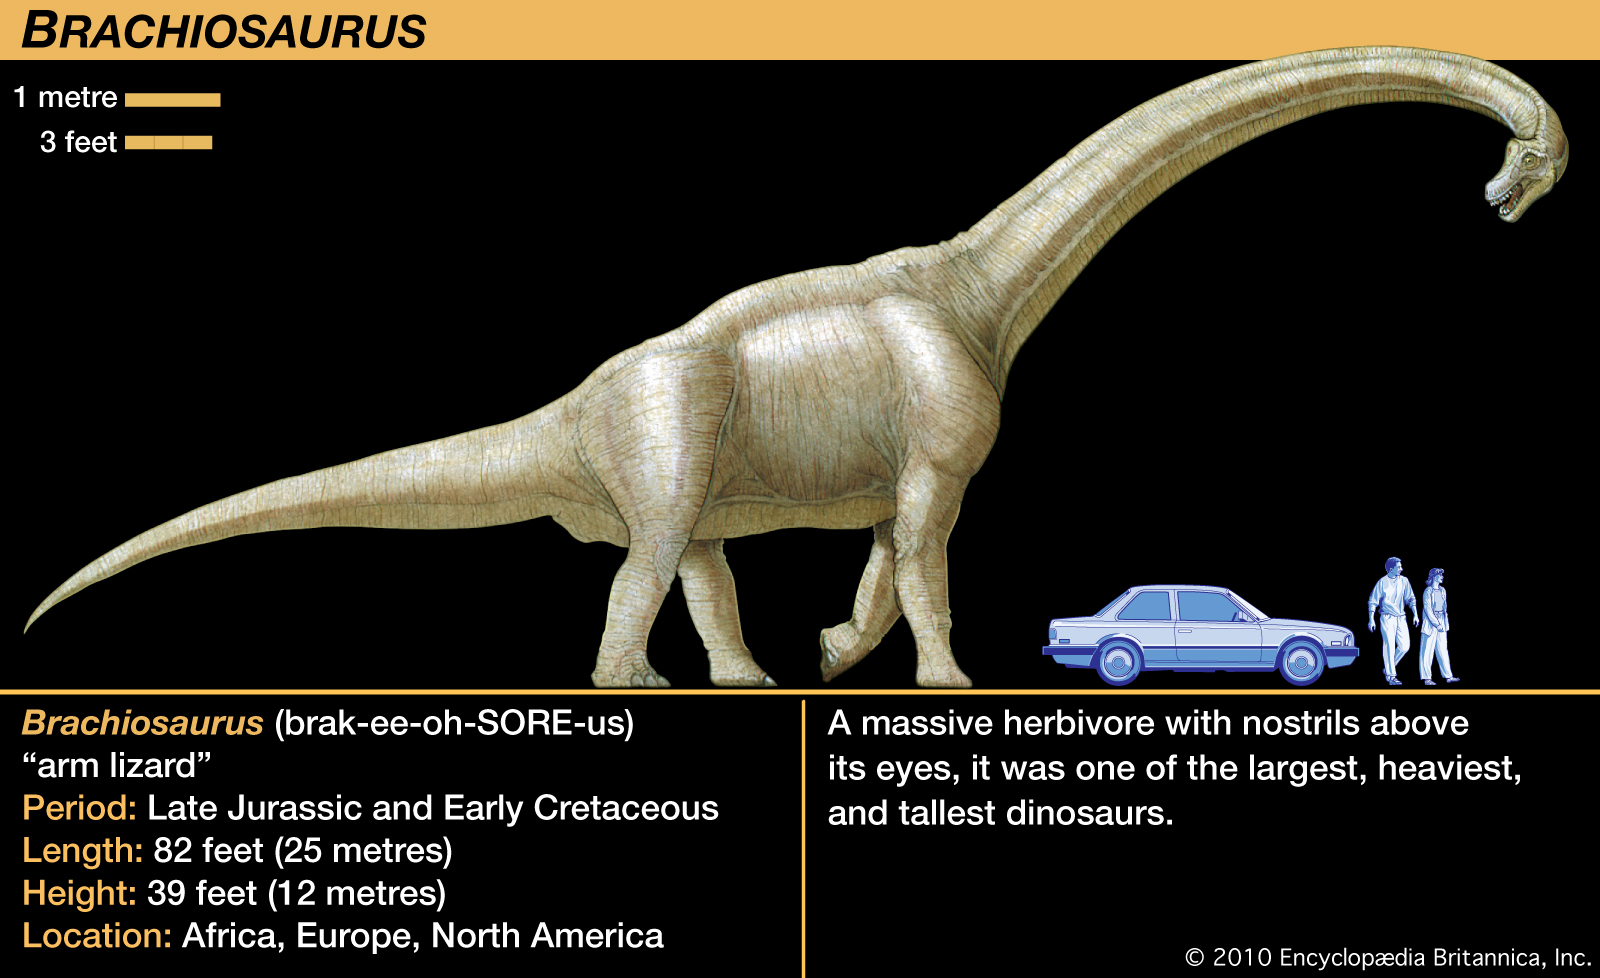 BRACHIOSAURUS
1 metre
3 feet
Brachiosaurus (brak-ee-oh-SORE-us)
“arm lizard”
Period: Late Jurassic and Early Cretaceous
Length: 82 feet (25 metres)
Height: 39 feet (12 metres)
Location: Africa, Europe, North America
A massive herbivore with nostrils above
its eyes, it was one of the largest, heaviest,
and tallest dinosaurs.
© 2010 Encyclopædia Britannica, Inc.